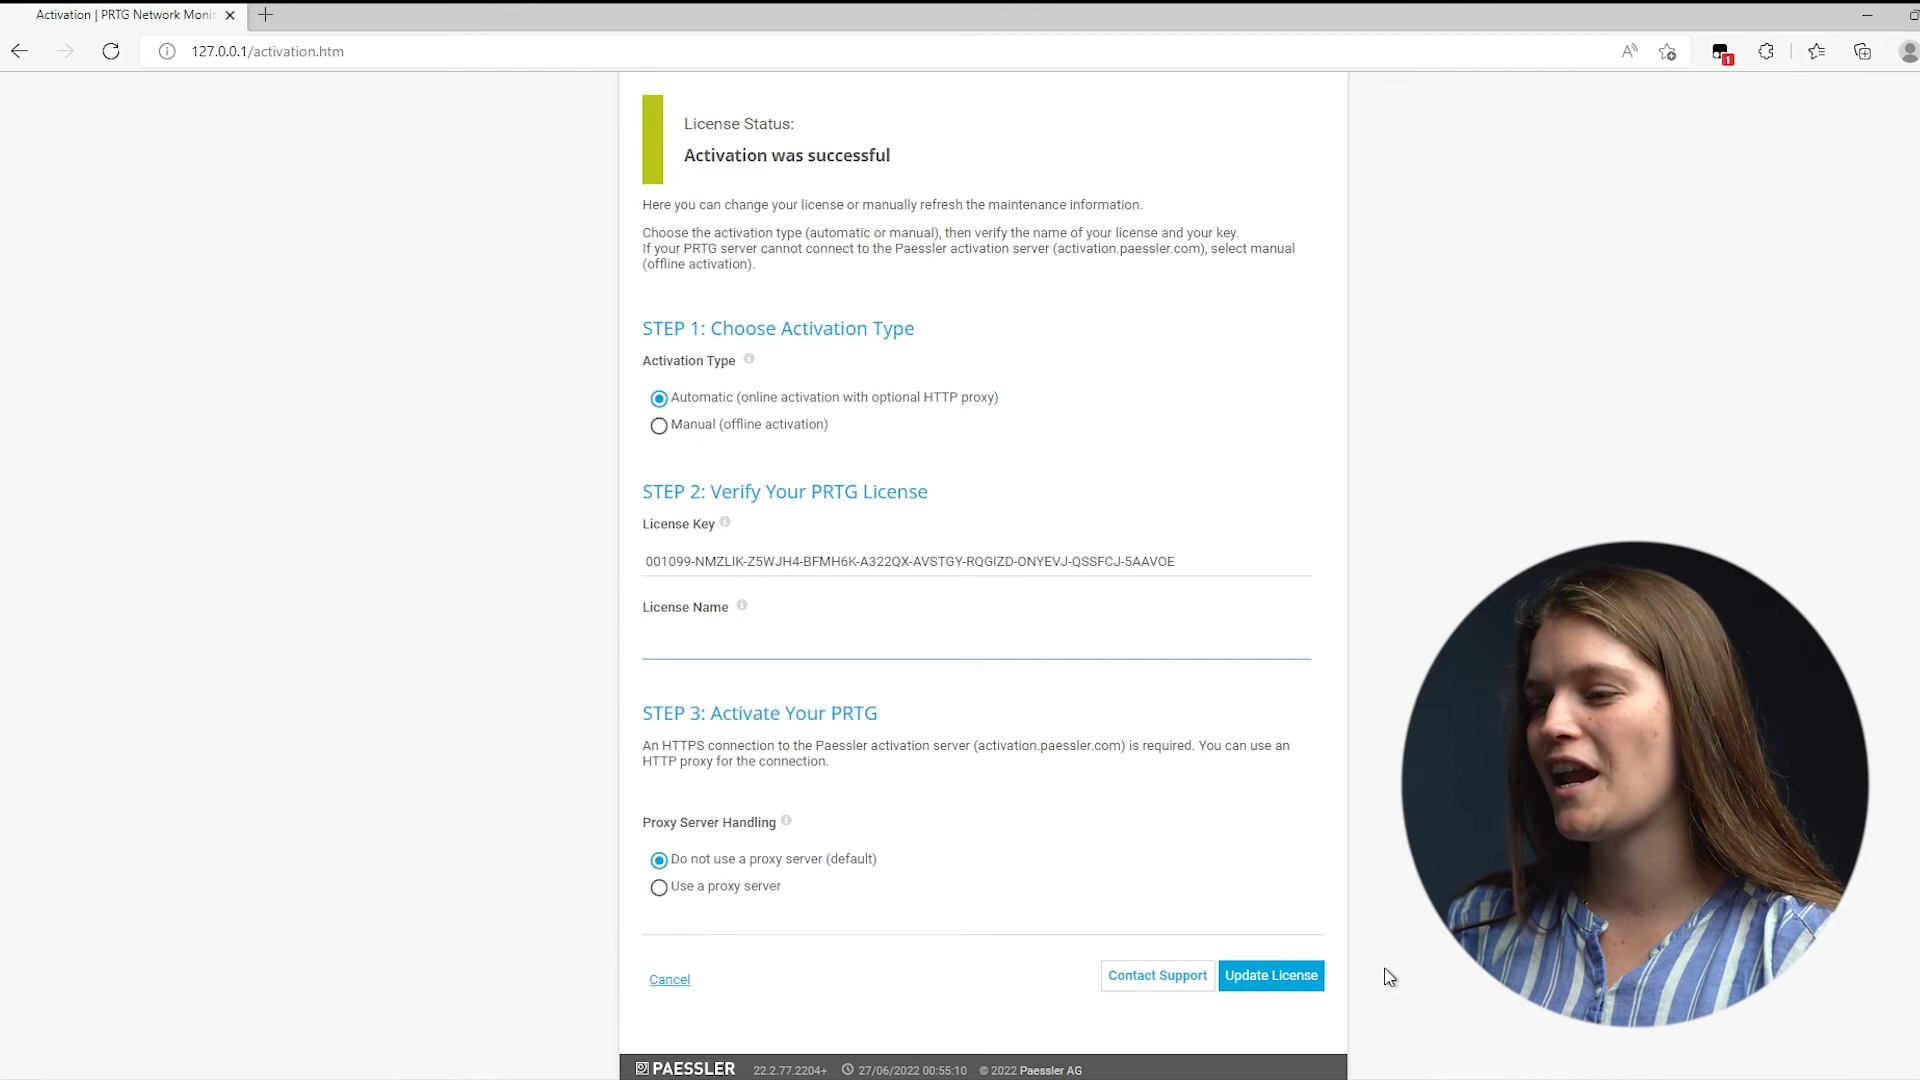 Activation | PRTG Network Moni
127.0.0.1/activation.htm
1
License Status:
Activation was successful
Here you can change your license or manually refresh the maintenance information.
Choose the activation type (automatic or manual), then verify the name of your license and your key.
If your PRTG server cannot connect to the Paessler activation server (activation.paessler.com), select manual
(offline activation).
STEP 1: Choose Activation Type
Activation Type
Automatic (online activation with optional HTTP proxy)
Manual (offline activation)
STEP 2: Verify Your PRTG License
License Key
001099-NMZLIK-Z5WJH4-BFMH6K-A322QX-AVSTGY-RQGIZD-ONYEVJ-QSSFCJ-5AAVOE
License Name
STEP 3: Activate Your PRTG
An HTTPS connection to the Paessler activation server (activation.paessler.com) is required. You can use an
HTTP proxy for the connection.
Proxy Server Handling
Do not use a proxy server (default)
Use a proxy server
Cancel
Contact Support
Update License
PAESSLER 22.2.77.2204+ 27/06/2022 00:55:10 © 2022 Paessler AG